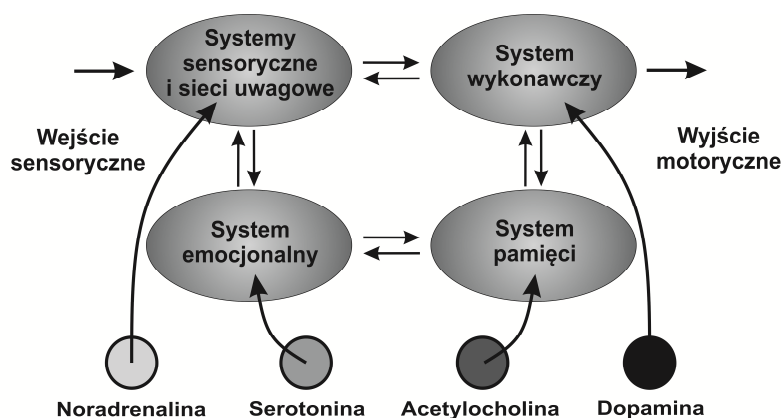 Systemy
sensoryczne
i sieci uwagowe
System
wykonawczy
Wejście
sensoryczne
Wyjście
motoryczne
System
emocjonalny
System
pamięci
Noradrenalina
Serotonina
Acetylocholina
Dopamina